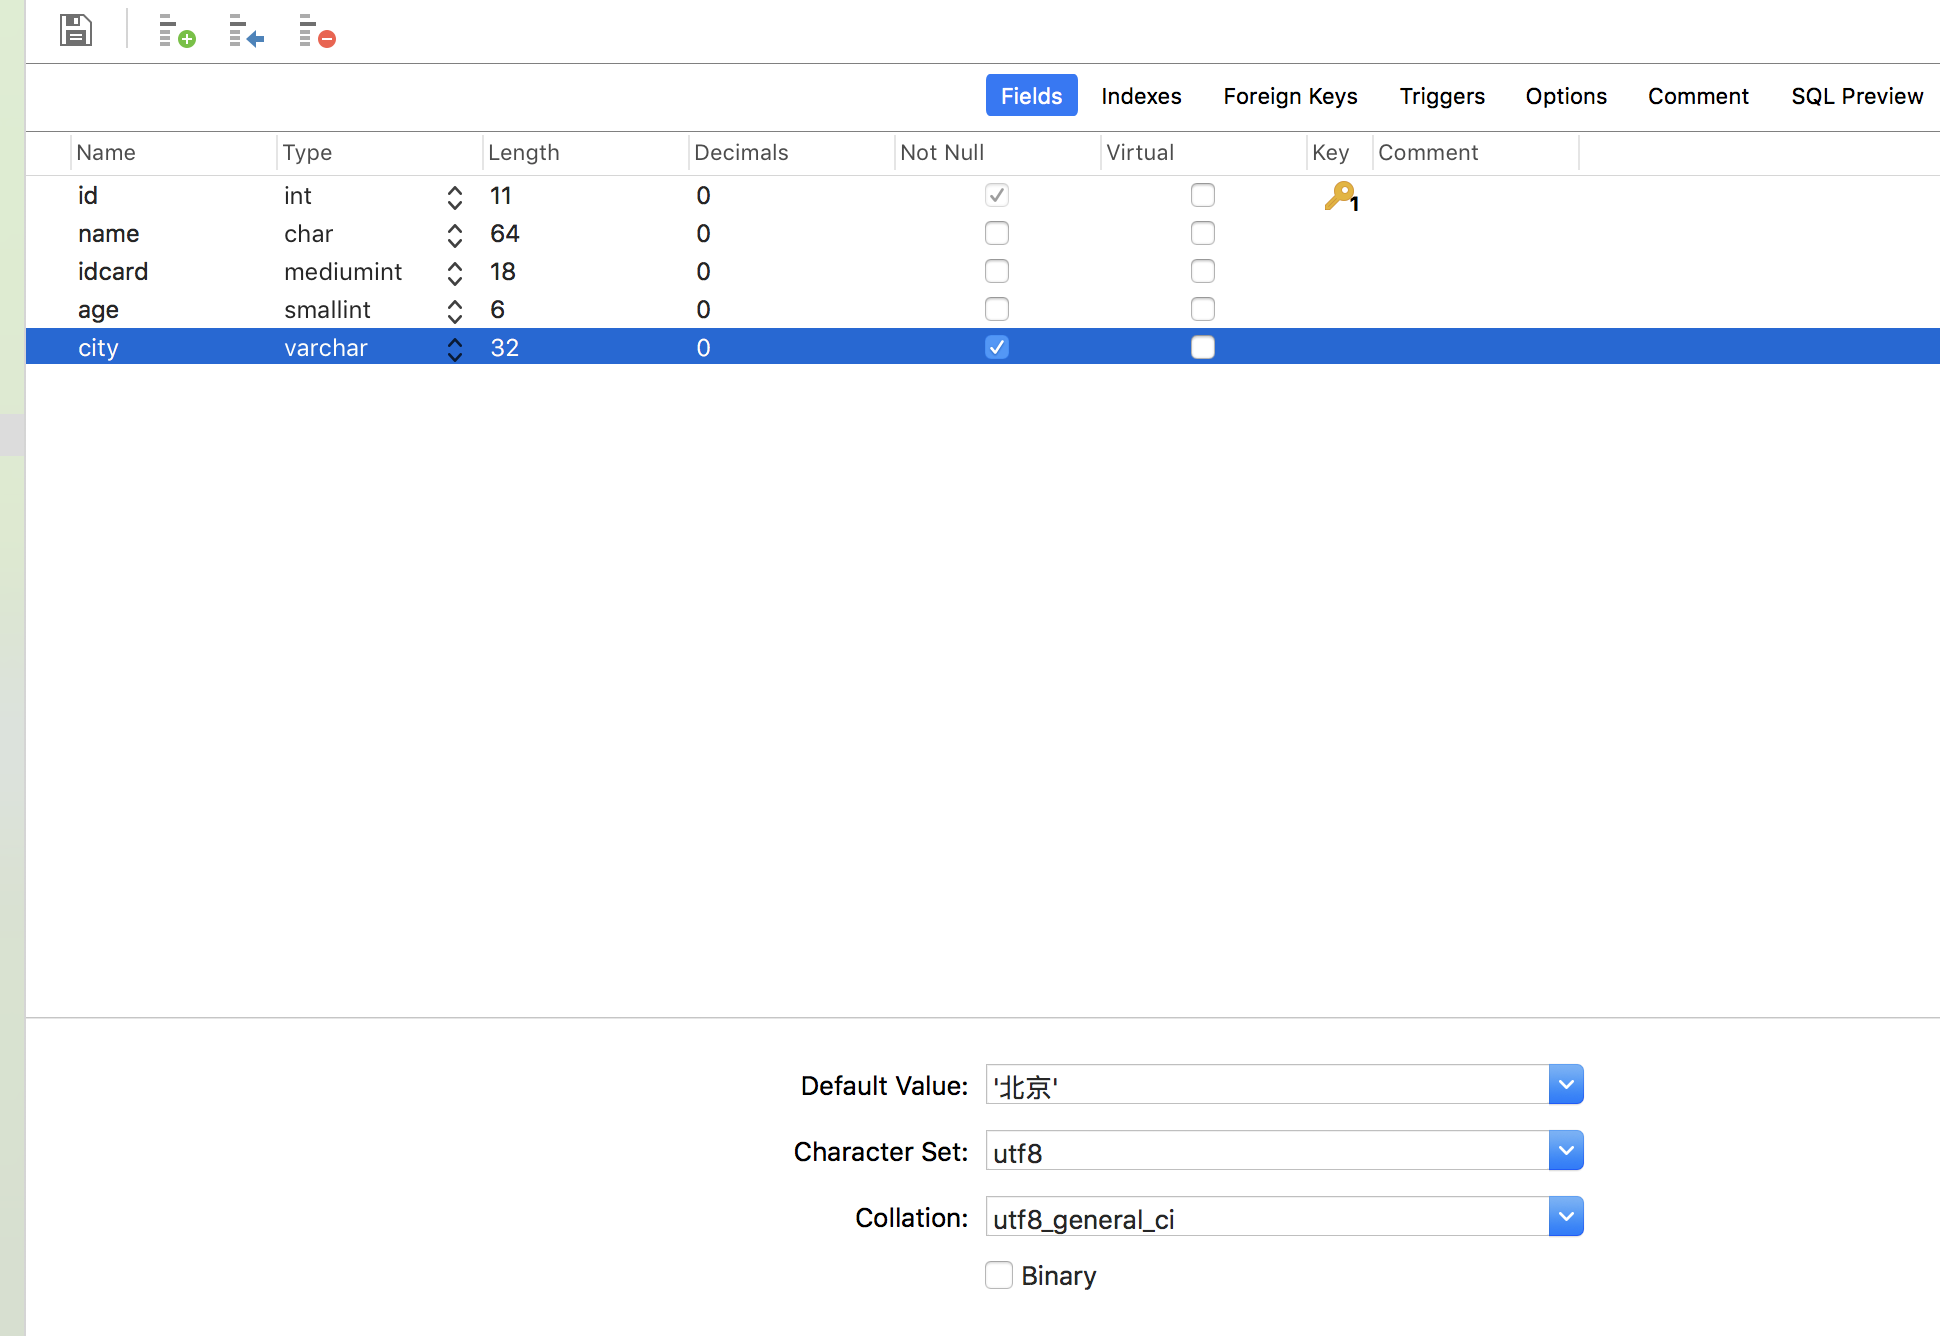 Fields Indexes Foreign Keys Triggers Options Comment SQL Preview
Name Type Length Decimals Not Null Virtual Key Comment
id int 11 0 1
name char 64 0
idcard mediumint 18 0
age smallint 6 0
city varchar 32 0
Default Value: '北京'
Character Set: utf8
Collation: utf8_general_ci
Binary